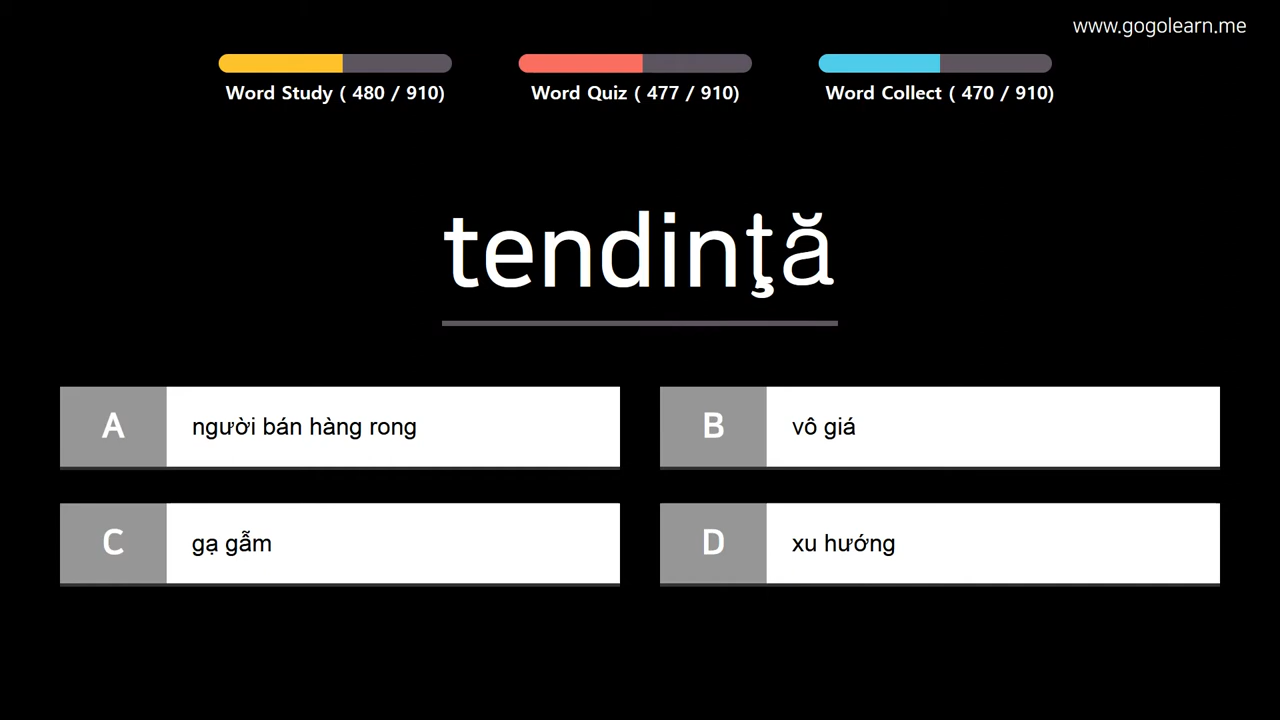 www.gogolearn.me
Word Study ( 480 / 910)
Word Quiz ( 477 / 910)
Word Collect ( 470 / 910)
tendinţă
A
người bán hàng rong
B
vô giá
C
gạ gẫm
D
xu hướng